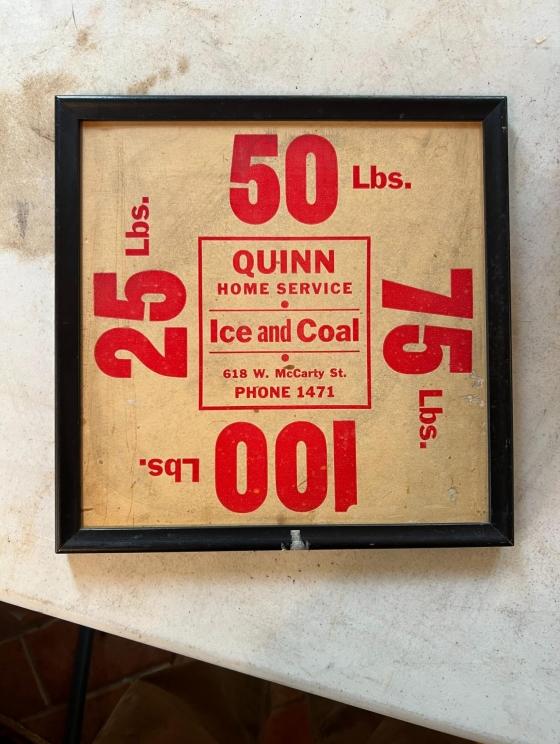 50 Lbs.
25 Lbs.
QUINN
HOME SERVICE
Ice and Coal
618 W. McCarty St.
PHONE 1471
75 Lbs.
100 Lbs.